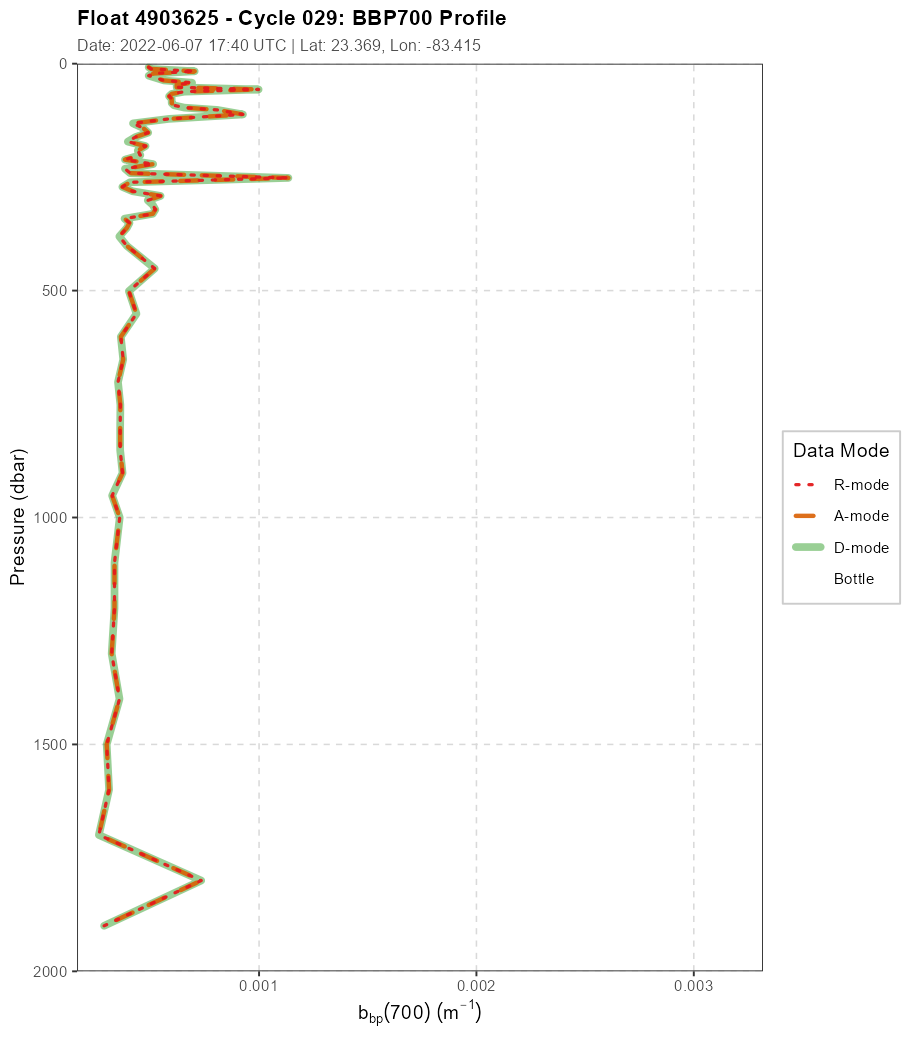 Float 4903625 - Cycle 029: BBP700 Profile
Date: 2022-06-07 17:40 UTC | Lat: 23.369, Lon: -83.415
0
500
1000
1500
2000
Pressure (dbar)
0.001
0.002
0.003
b_bp(700) (m⁻¹)
Data Mode
R-mode
A-mode
D-mode
Bottle